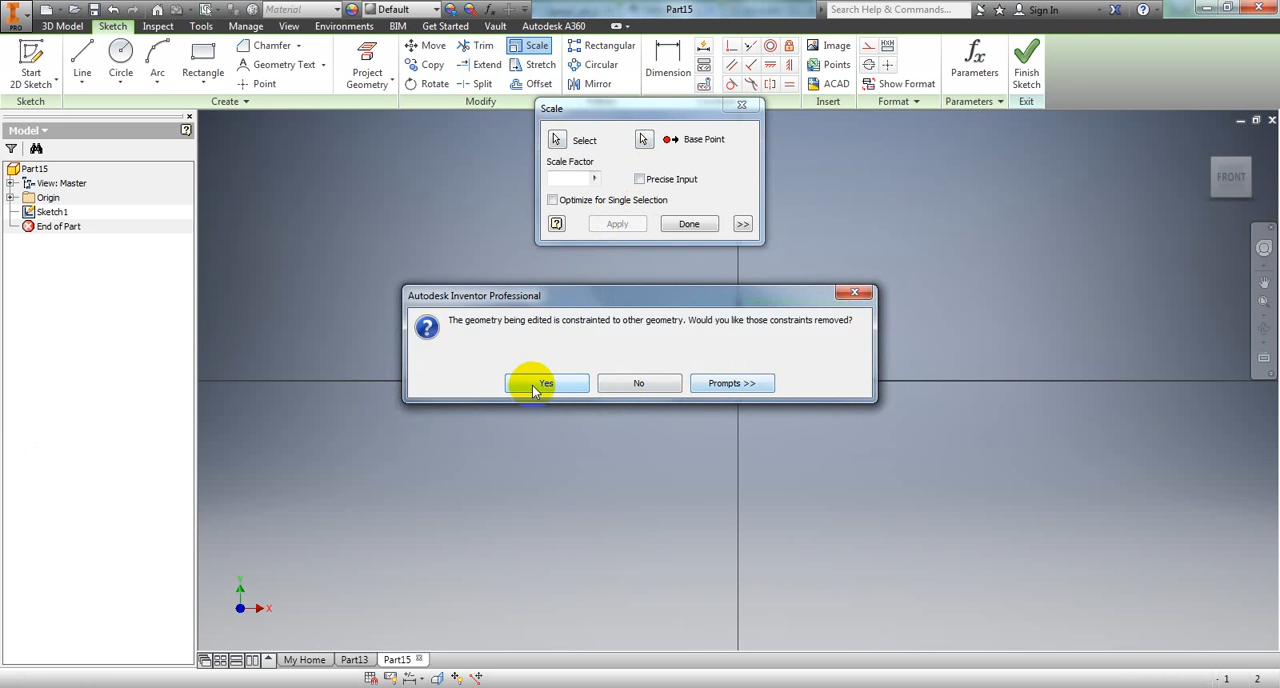 PRO
Material
Default
Part15
Search Help & Commands...
Sign In
3D Model
Sketch
Inspect
Tools
Manage
View
Environments
BIM
Get Started
Vault
Autodesk A360
Start
2D Sketch
Line
Circle
Arc
Rectangle
Chamfer
Geometry Text
Point
Project
Geometry
Move
Copy
Rotate
Trim
Extend
Split
Scale
Stretch
Offset
Rectangular
Circular
Mirror
Dimension
Image
Points
ACAD
Show Format
Parameters
Finish
Sketch
Sketch
Create
Modify
Insert
Format
Parameters
Exit
Model
Part15
View: Master
Origin
Sketch1
End of Part
Scale
Select
Base Point
Scale Factor
Precise Input
Optimize for Single Selection
Apply
Done
>>
Autodesk Inventor Professional
The geometry being edited is constrainted to other geometry. Would you like those constraints removed?
Yes
No
Prompts >>
FRONT
Y
X
My Home
Part13
Part15
1
2